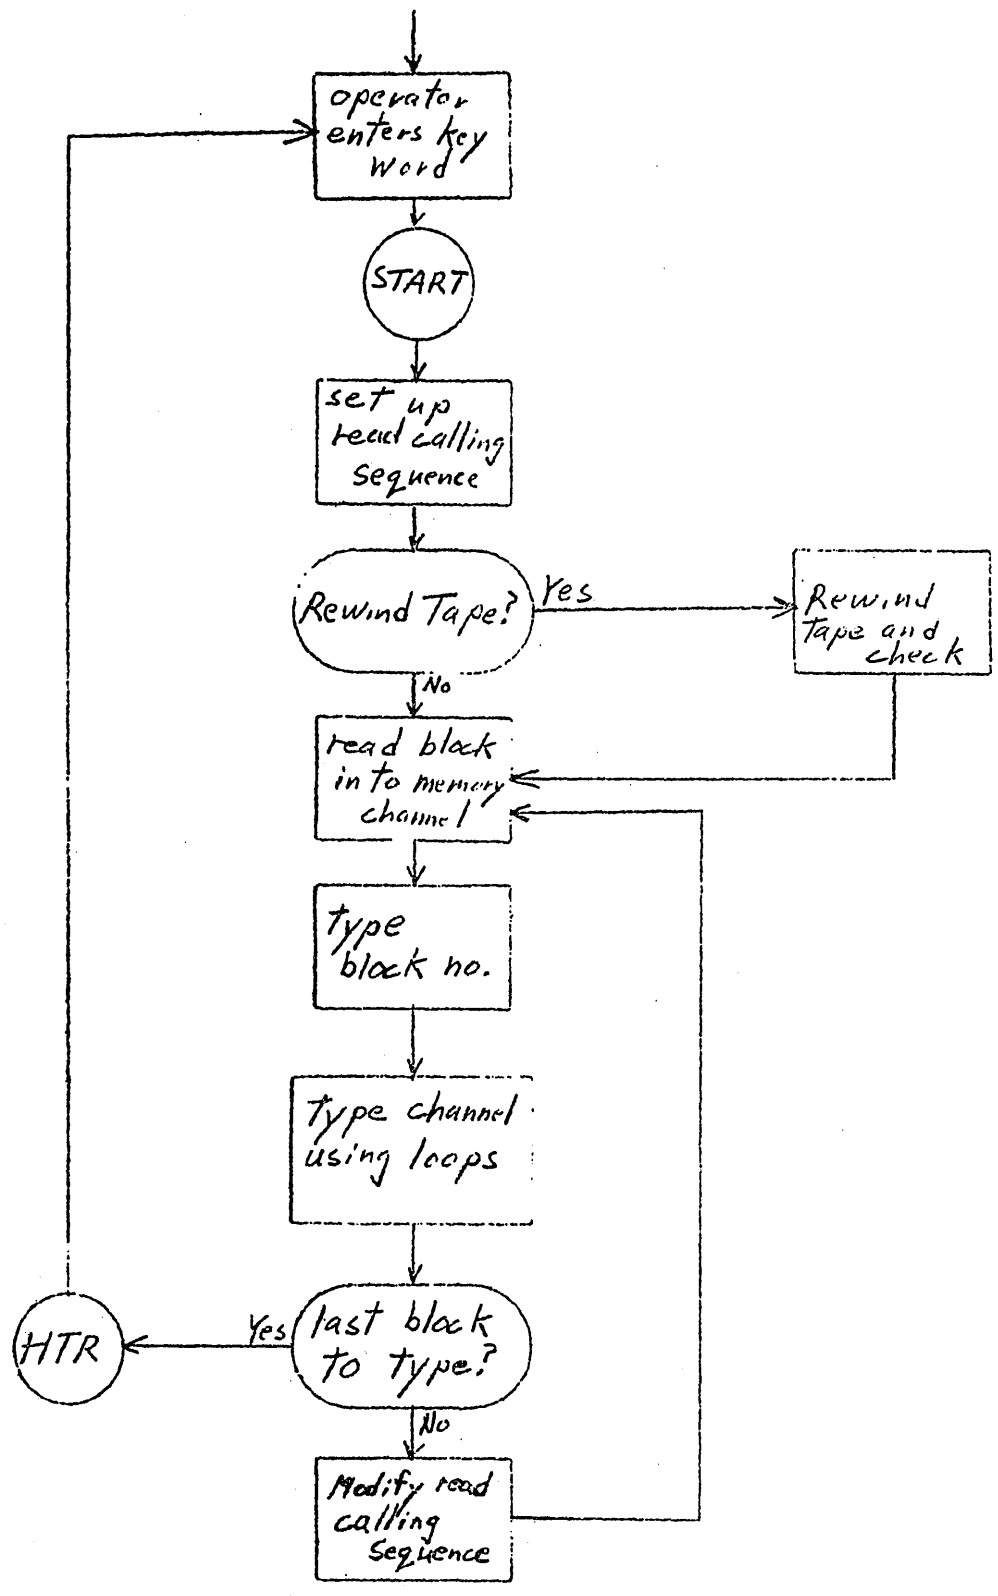 operator
enters key
word
START
set up
read calling
sequence
Rewind Tape?
Yes
Rewind
Tape and
check
No
read block
in to memory
channel
type
block no.
type channel
using loops
last block
to type?
Yes
HTR
No
Modify read
calling
sequence